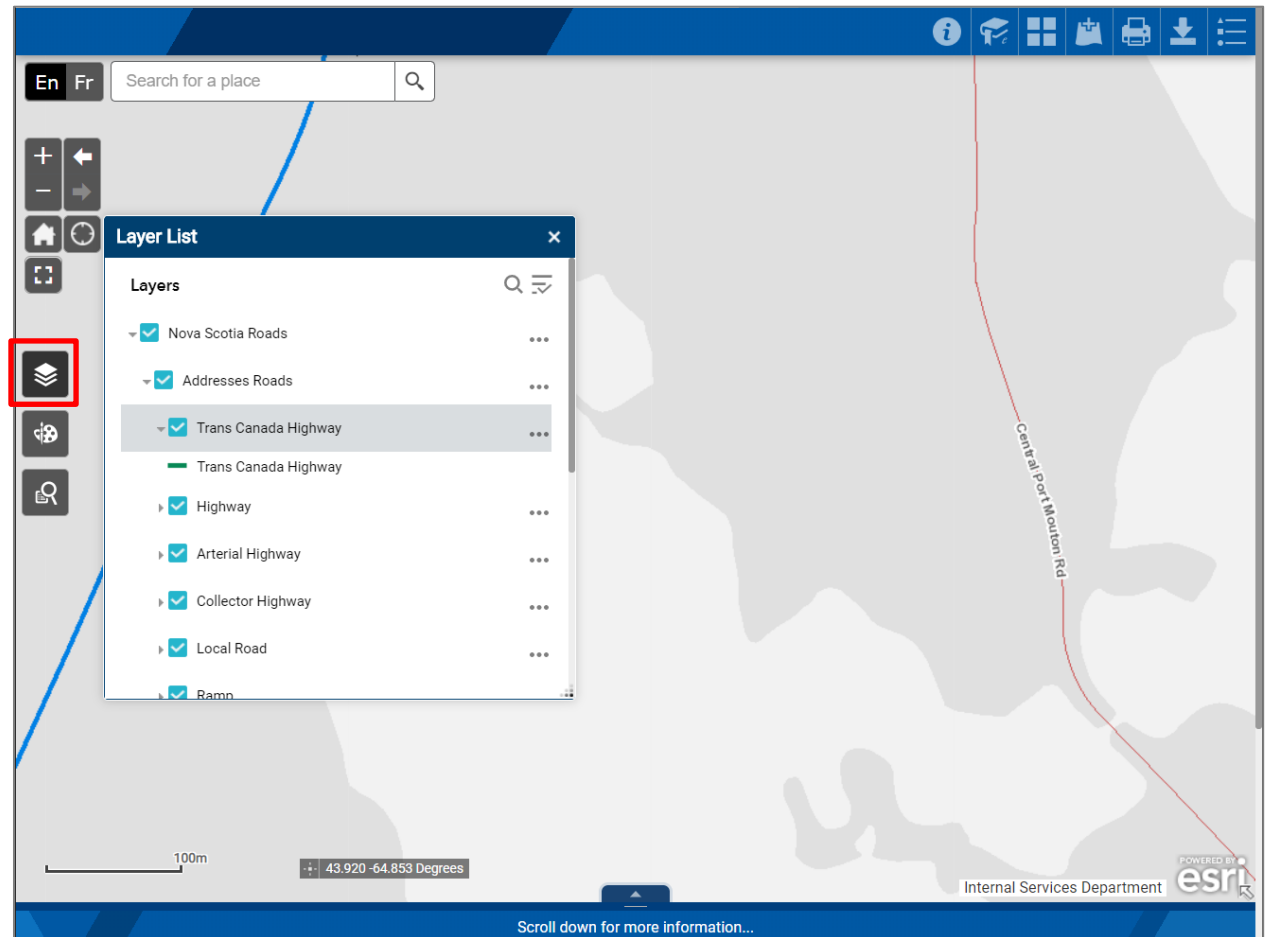 En Fr
Search for a place
Layer List
Layers
Nova Scotia Roads
Addresses Roads
Trans Canada Highway
Trans Canada Highway
Highway
Arterial Highway
Collector Highway
Local Road
Ramp
Central Port Mouton Rd
100m
43.920 -64.853 Degrees
Internal Services Department
POWERED BY
esri
Scroll down for more information...